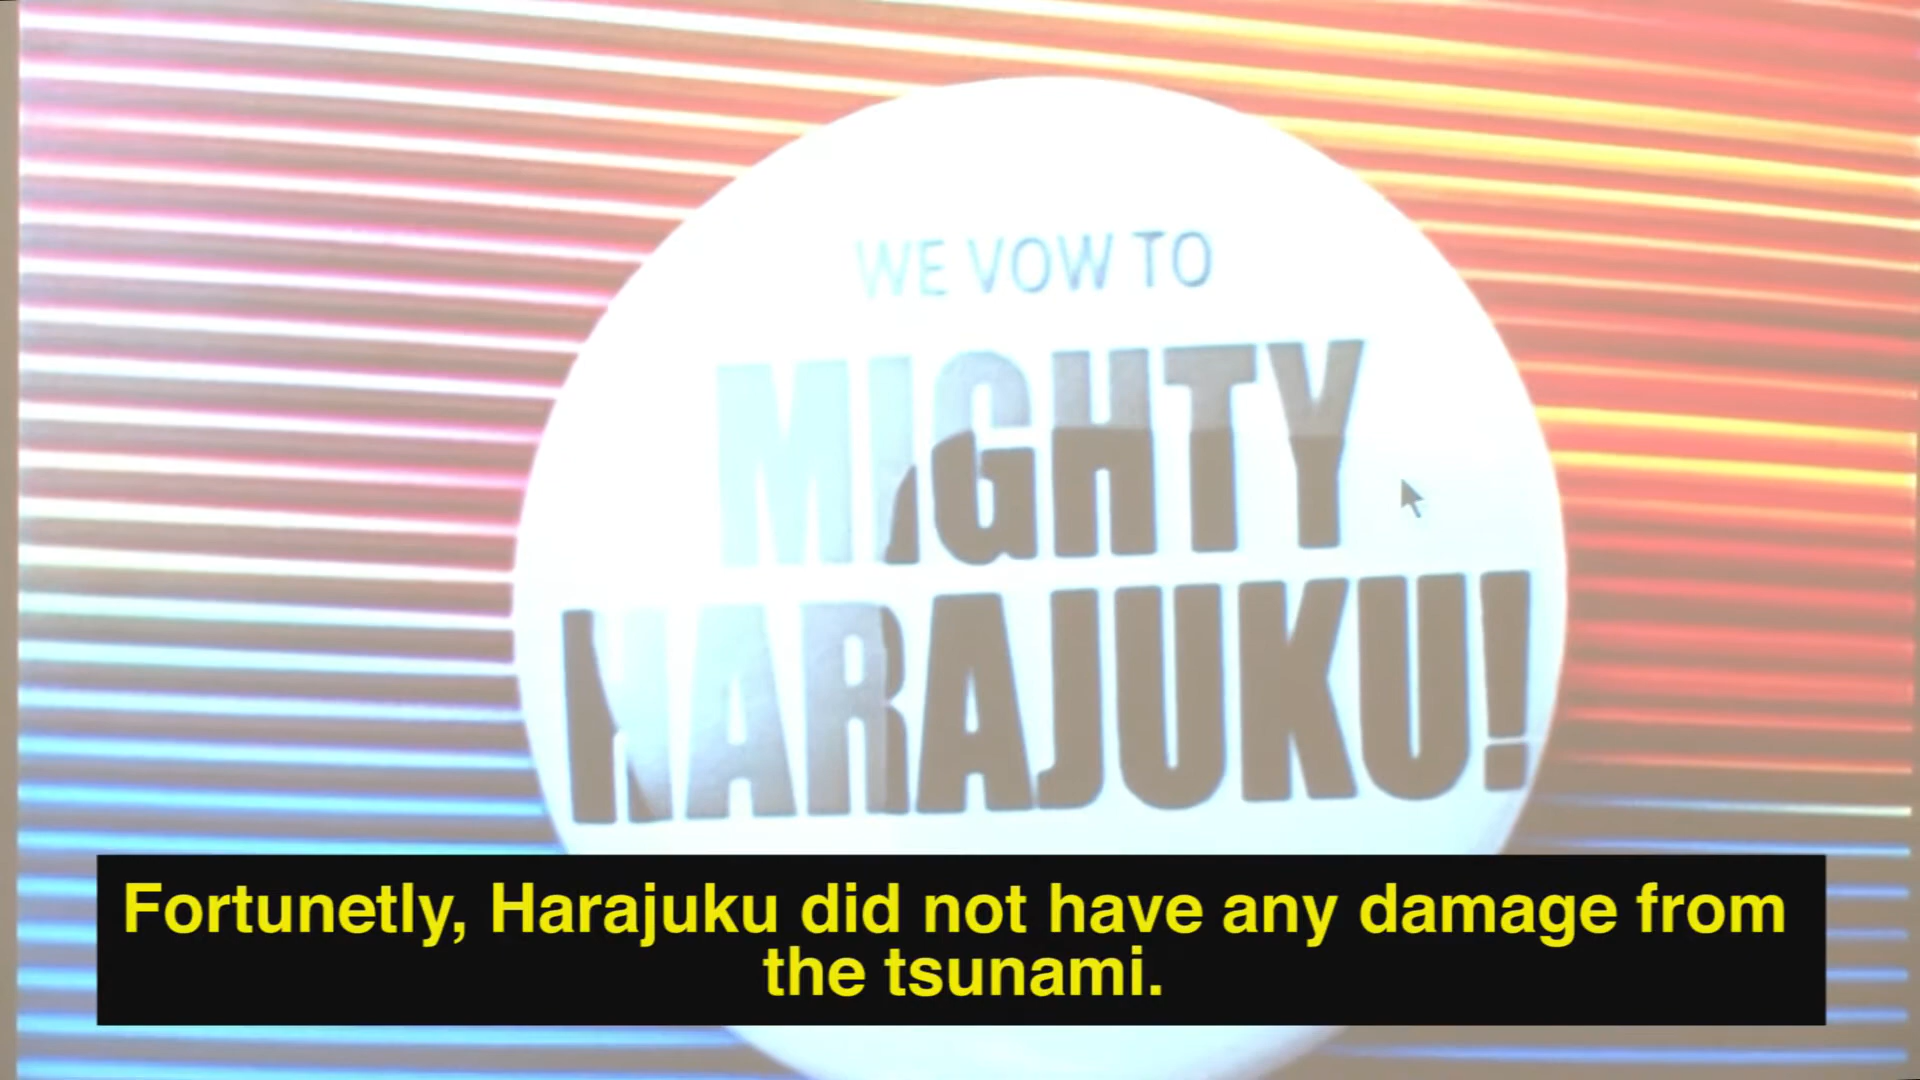 WE VOW TO
MIGHTY
HARAJUKU!
Fortunetly, Harajuku did not have any damage from
the tsunami.